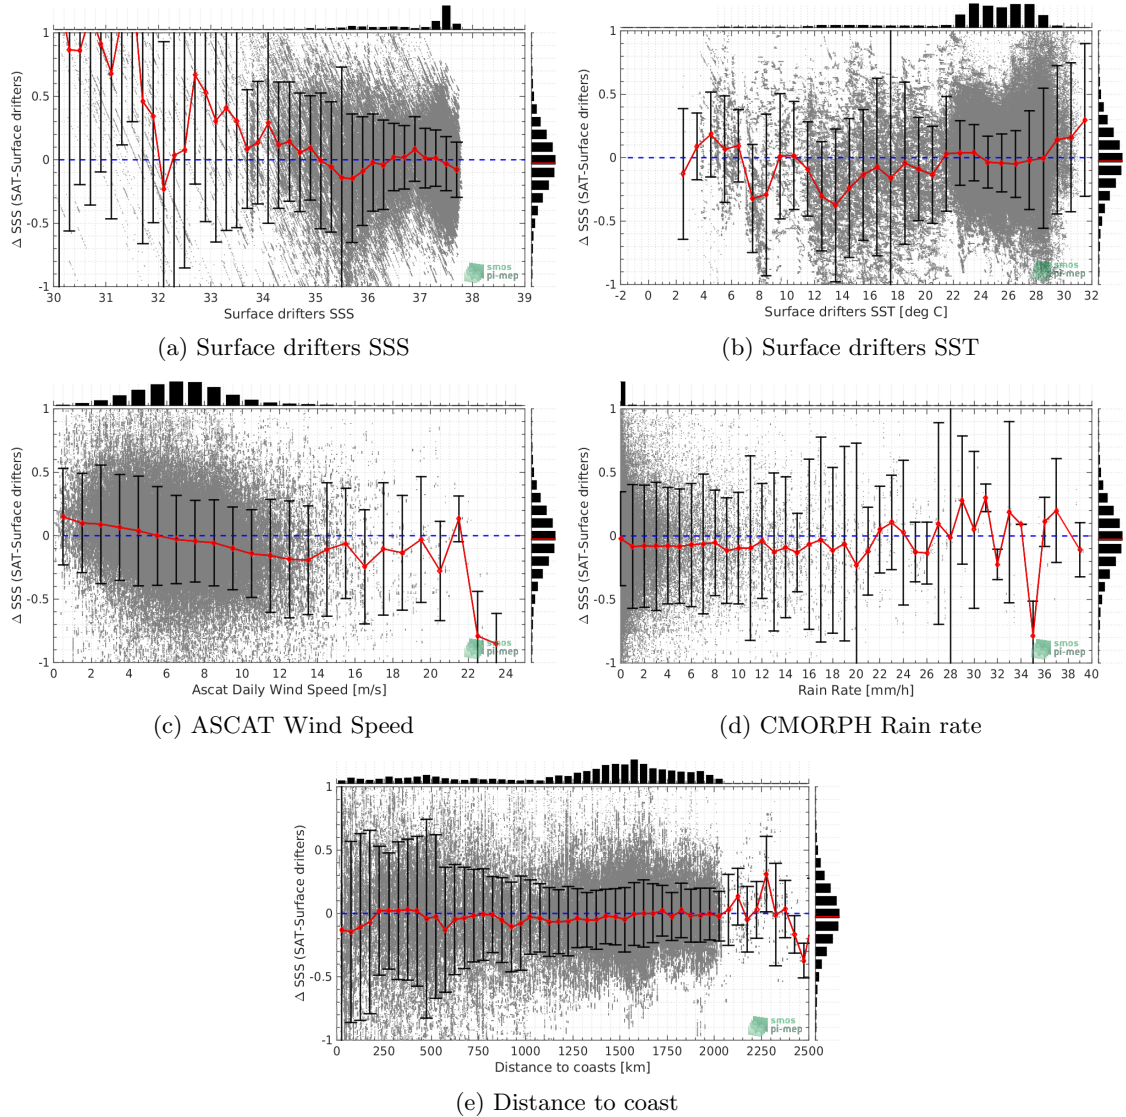 1
0.5
0
-0.5
-1
Δ SSS (SAT-Surface drifters)
30 31 32 33 34 35 36 37 38 39
Surface drifters SSS
smos
pi-mep
(a) Surface drifters SSS
1
0.5
0
-0.5
-1
Δ SSS (SAT-Surface drifters)
-2 0 2 4 6 8 10 12 14 16 18 20 22 24 26 28 30 32
Surface drifters SST [deg C]
smos
pi-mep
(b) Surface drifters SST
1
0.5
0
-0.5
-1
Δ SSS (SAT-Surface drifters)
0 2 4 6 8 10 12 14 16 18 20 22 24
Ascat Daily Wind Speed [m/s]
smos
pi-mep
(c) ASCAT Wind Speed
1
0.5
0
-0.5
-1
Δ SSS (SAT-Surface drifters)
0 2 4 6 8 10 12 14 16 18 20 22 24 26 28 30 32 34 36 38 40
Rain Rate [mm/h]
smos
pi-mep
(d) CMORPH Rain rate
1
0.5
0
-0.5
-1
Δ SSS (SAT-Surface drifters)
0 250 500 750 1000 1250 1500 1750 2000 2250 2500
Distance to coasts [km]
smos
pi-mep
(e) Distance to coast